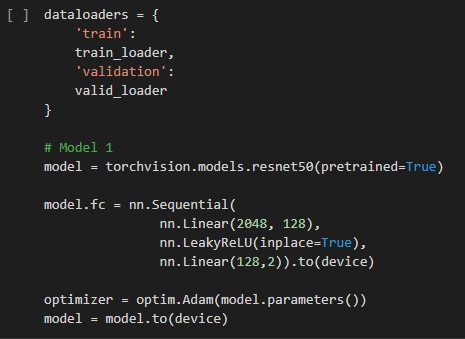 [ ] dataloaders = {
    'train':
    train_loader,
    'validation':
    valid_loader
}
# Model 1
model = torchvision.models.resnet50(pretrained=True)
model.fc = nn.Sequential(
               nn.Linear(2048, 128),
               nn.LeakyReLU(inplace=True),
               nn.Linear(128,2)).to(device)
optimizer = optim.Adam(model.parameters())
model = model.to(device)